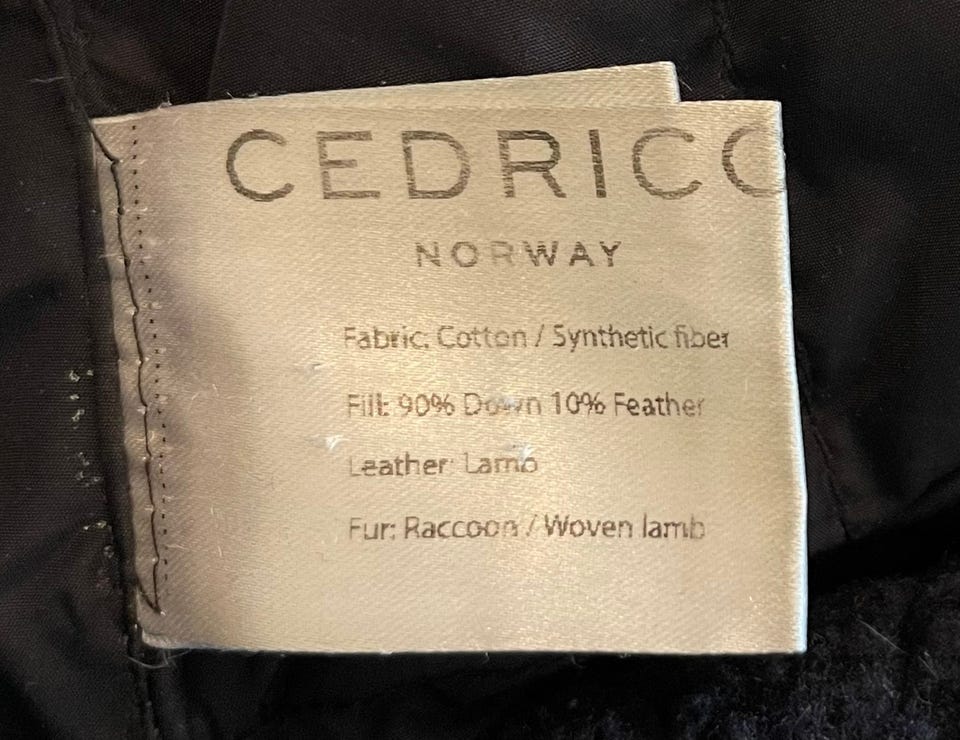 CEDRICO
NORWAY
Fabric: Cotton / Synthetic fiber
Fill: 90% Down 10% Feather
Leather: Lamb
Fur: Raccoon / Woven lamb